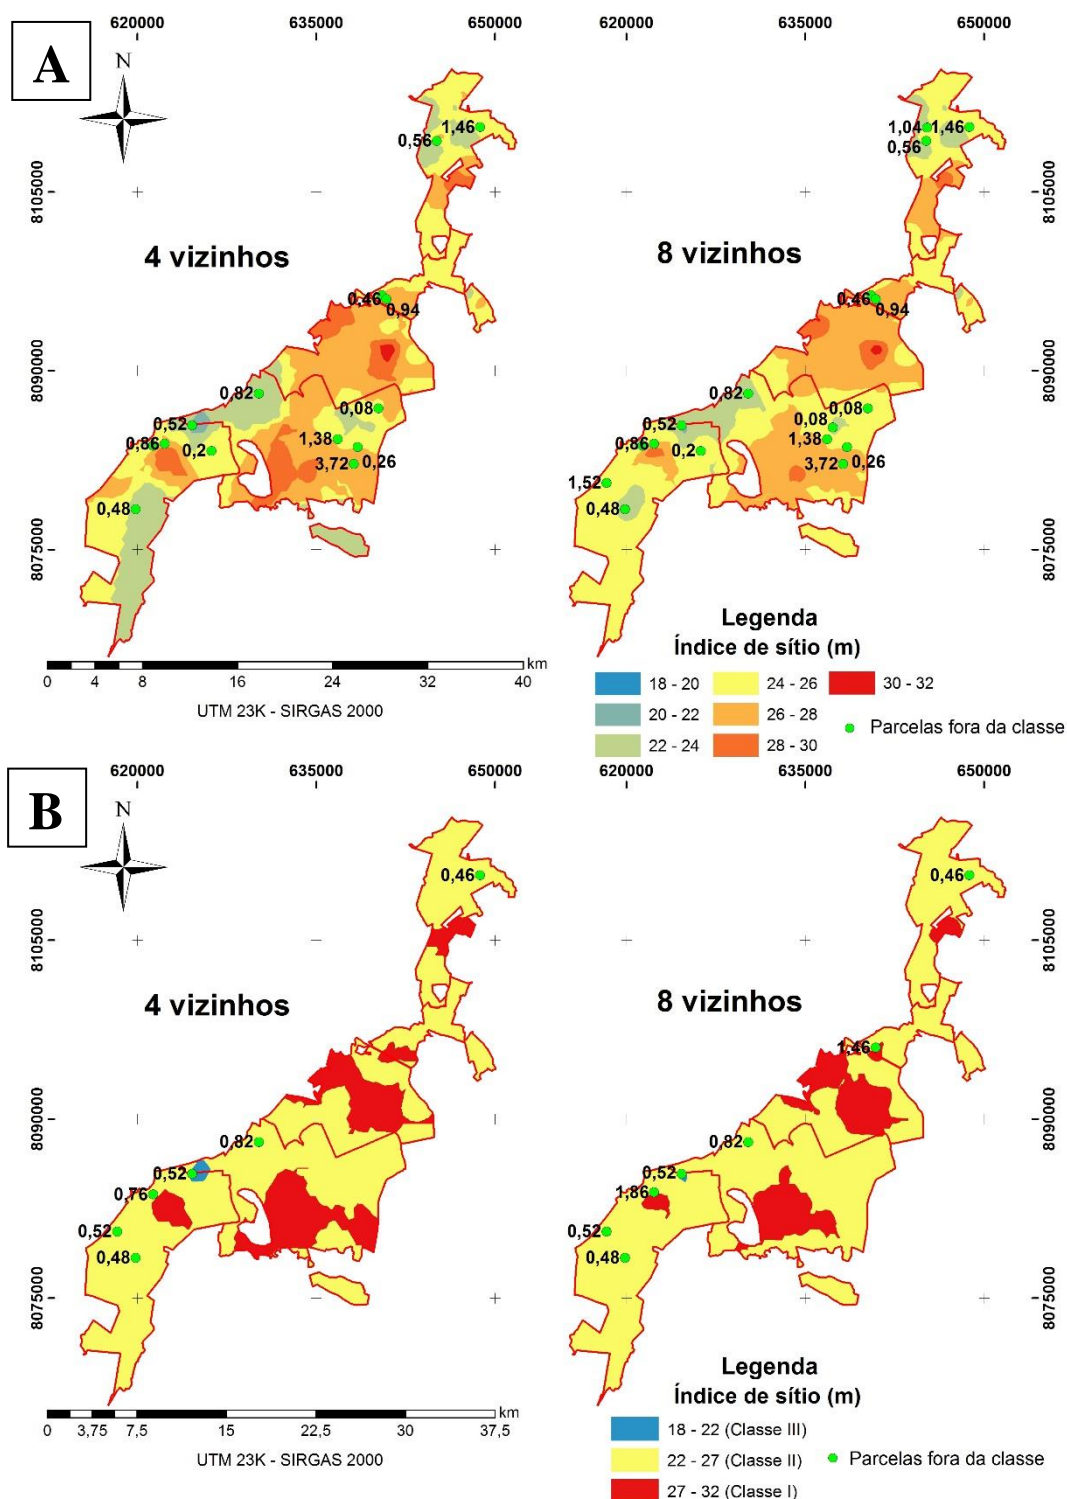 A
620000 635000 650000
620000 635000 650000
N
1,46
0,56
1,04 1,46
0,56
8105000
8105000
4 vizinhos
8 vizinhos
0,46
0,94
0,46
0,94
8090000
8090000
0,82
0,08
0,52
1,38
0,86
0,2
3,72
0,26
0,48
0,82
0,08
0,08
0,52
1,38
0,86
0,2
3,72
0,26
1,52
0,48
8075000
8075000
km
0 4 8 16 24 32 40
UTM 23K - SIRGAS 2000
Legenda
Índice de sítio (m)
18 - 20
24 - 26
30 - 32
20 - 22
26 - 28
22 - 24
28 - 30
Parcelas fora da classe
B
620000 635000 650000
620000 635000 650000
N
0,46
0,46
8105000
8105000
4 vizinhos
8 vizinhos
1,46
8090000
8090000
0,82
0,52
0,76
0,52
0,48
0,82
0,52
1,86
0,52
0,48
8075000
8075000
km
0 3,75 7,5 15 22,5 30 37,5
UTM 23K - SIRGAS 2000
Legenda
Índice de sítio (m)
18 - 22 (Classe III)
22 - 27 (Classe II)
27 - 32 (Classe I)
Parcelas fora da classe